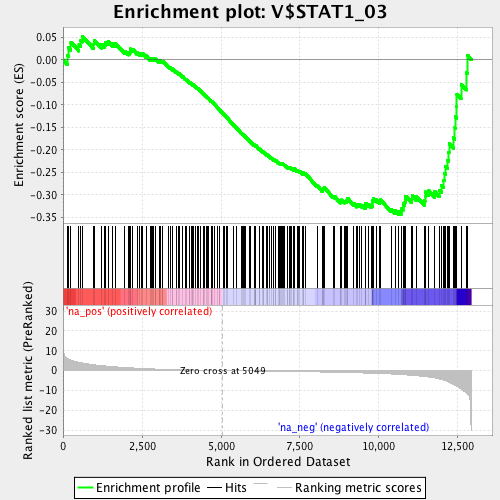 Enrichment plot: V$STAT1_03
Enrichment score (ES)
0.05
0.00
-0.05
-0.10
-0.15
-0.20
-0.25
-0.30
-0.35
'na_pos' (positively correlated)
Ranked list metric (PreRanked)
30
20
10
0
-10
-20
-30
Zero cross at 5049
'na_neg' (negatively correlated)
0
2,500
5,000
7,500
10,000
12,500
Rank in Ordered Dataset
Enrichment profile
Hits
Ranking metric scores